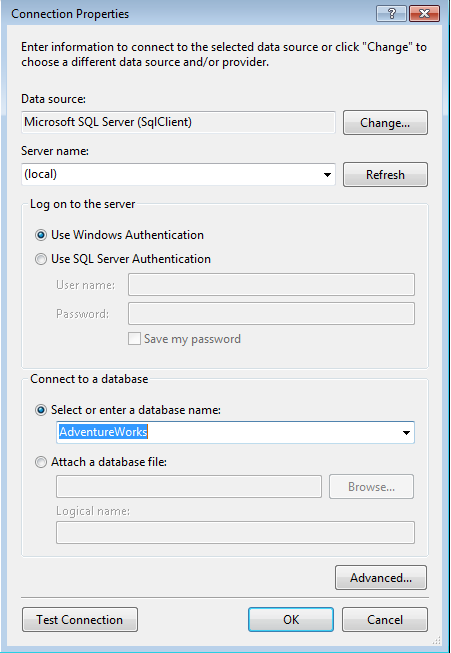 Connection Properties
?
Enter information to connect to the selected data source or click "Change" to
choose a different data source and/or provider.
Data source:
Microsoft SQL Server (SqlClient)
Change...
Server name:
(local)
Refresh
Log on to the server
Use Windows Authentication
Use SQL Server Authentication
User name:
Password:
Save my password
Connect to a database
Select or enter a database name:
AdventureWorks
Attach a database file:
Browse...
Logical name:
Advanced...
Test Connection
OK
Cancel